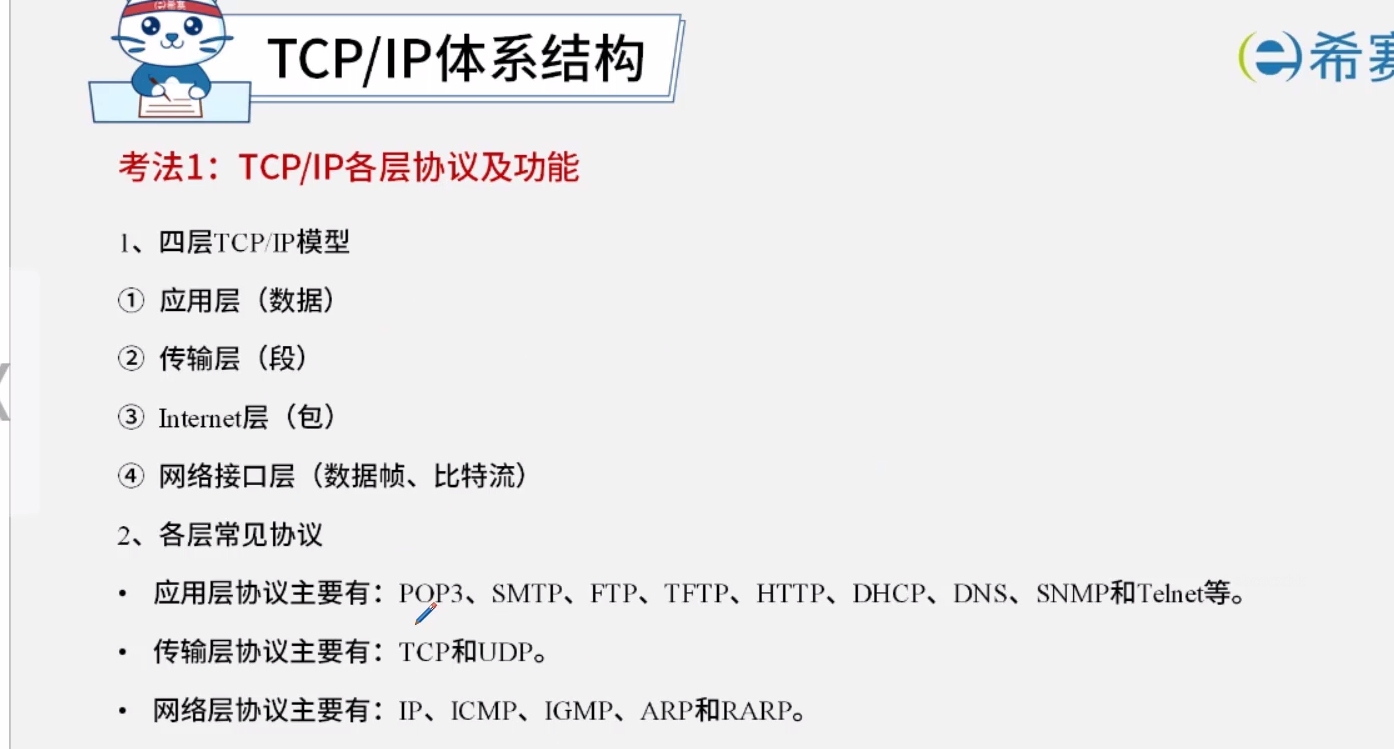 TCP/IP体系结构
希赛
考法1：TCP/IP各层协议及功能
1、四层TCP/IP模型
① 应用层（数据）
② 传输层（段）
③ Internet层（包）
④ 网络接口层（数据帧、比特流）
2、各层常见协议
• 应用层协议主要有：POP3、SMTP、FTP、TFTP、HTTP、DHCP、DNS、SNMP和Telnet等。
• 传输层协议主要有：TCP和UDP。
• 网络层协议主要有：IP、ICMP、IGMP、ARP和RARP。